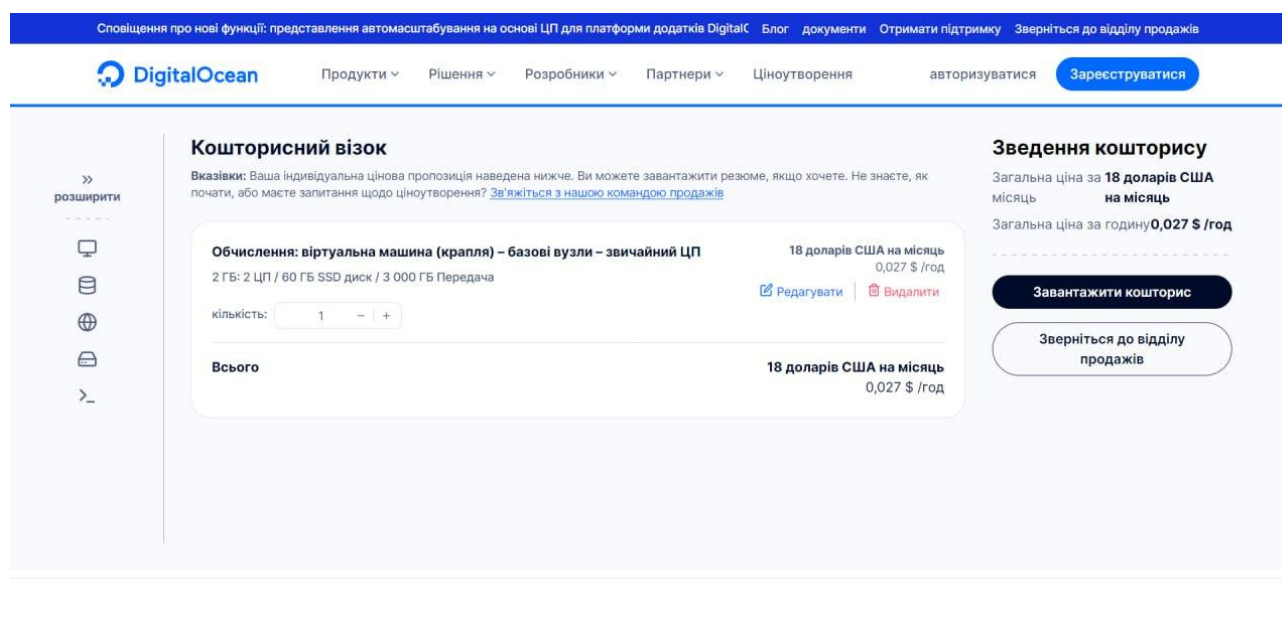 Сповіщення про нові функції: представлення автомасштабування на основі ЦП для платформи додатків DigitalC Блог документи Отримати підтримку Зверніться до відділу продажів
DigitalOcean Продукти Рішення Розробники Партнери Ціноутворення авторизуватися Зареєструватися
розширити
Кошторисний візок
Вказівки: Ваша індивідуальна цінова пропозиція наведена нижче. Ви можете завантажити резюме, якщо хочете. Не знаєте, як
почати, або маєте запитання щодо ціноутворення? Зв'яжіться з нашою командою продажів
Обчислення: віртуальна машина (крапля) – базові вузли – звичайний ЦП
2 ГБ: 2 ЦП / 60 ГБ SSD диск / 3 000 ГБ Передача
18 доларів США на місяць
0,027 $ /год
Редагувати Видалити
кількість: 1 - +
Всього 18 доларів США на місяць
0,027 $ /год
Зведення кошторису
Загальна ціна за 18 доларів США
місяць на місяць
Загальна ціна за годину 0,027 $ /год
Завантажити кошторис
Зверніться до відділу
продажів